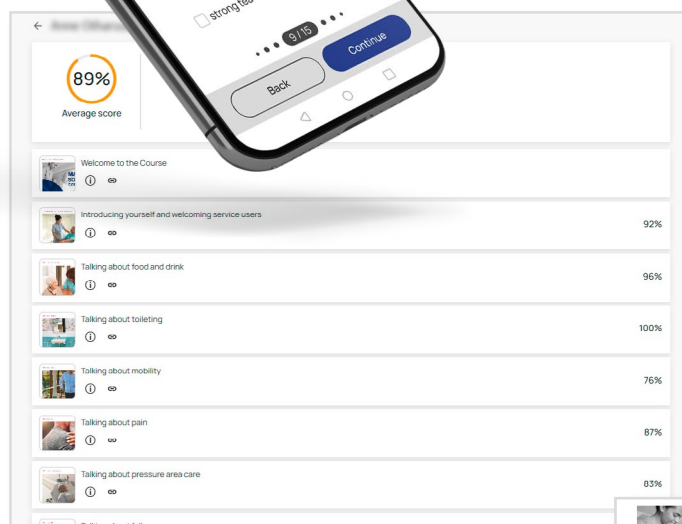 strong tea
9/15
Back
Continue
89%
Average score
Welcome to the Course
Introducing yourself and welcoming service users
92%
Talking about food and drink
96%
Talking about toileting
100%
Talking about mobility
76%
Talking about pain
87%
Talking about pressure area care
83%